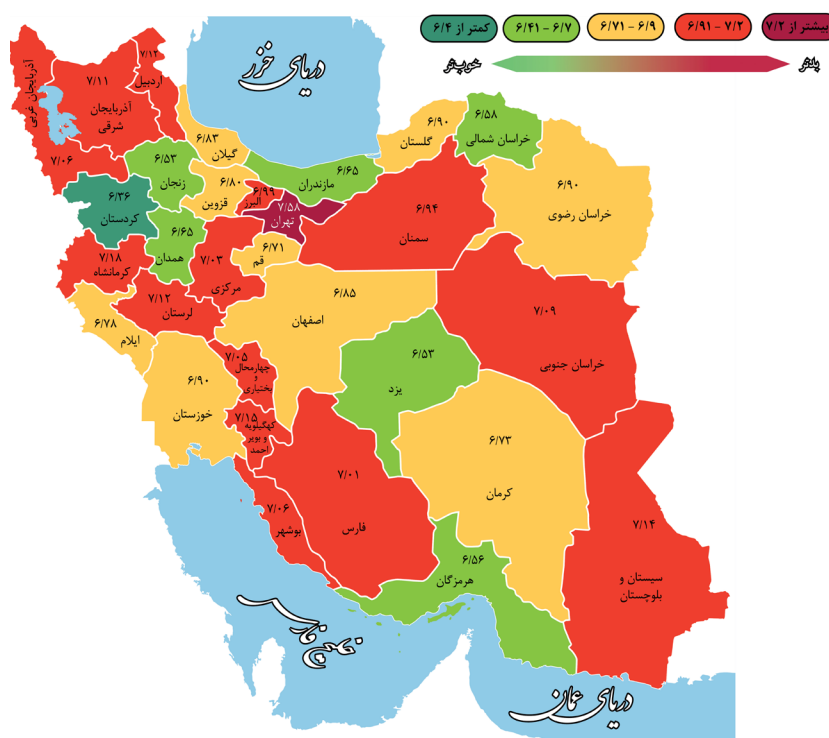 کمتر از ۶/۴
۶/۴۱ - ۶/۷
۶/۷۱ - ۶/۹
۶/۹۱ - ۷/۲
بیشتر از ۷/۲
خوب‌تر
بدتر
دریای خزر
آذربایجان غربی
۷/۰۶
۷/۱۱
آذربایجان
شرقی
۷/۱۳
اردبیل
۶/۸۳
گیلان
۶/۵۳
زنجان
۶/۸۰
قزوین
۶/۹۹
البرز
۷/۵۸
تهران
۶/۶۵
مازندران
۶/۹۰
گلستان
۶/۵۸
خراسان شمالی
۶/۹۰
خراسان رضوی
۶/۹۴
سمنان
۶/۳۶
کردستان
۶/۶۵
همدان
۷/۱۸
کرمانشاه
۷/۰۳
مرکزی
۶/۷۱
قم
۷/۱۲
لرستان
۶/۷۸
ایلام
۶/۸۵
اصفهان
۷/۰۹
خراسان جنوبی
۶/۹۰
خوزستان
۷/۰۵
چهارمحال
و
بختیاری
۷/۱۵
کهگیلویه
و بویر
احمد
۶/۵۳
یزد
۶/۷۳
کرمان
۷/۰۱
فارس
۷/۰۶
بوشهر
۶/۵۶
هرمزگان
۷/۱۴
سیستان و
بلوچستان
خلیج فارس
دریای عمان